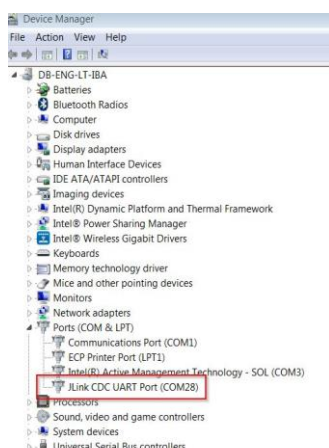 Device Manager
File Action View Help
DB-ENG-LT-IBA
Batteries
Bluetooth Radios
Computer
Disk drives
Display adapters
Human Interface Devices
IDE ATA/ATAPI controllers
Imaging devices
Intel(R) Dynamic Platform and Thermal Framework
Intel® Power Sharing Manager
Intel® Wireless Gigabit Drivers
Keyboards
Memory technology driver
Mice and other pointing devices
Monitors
Network adapters
Ports (COM & LPT)
Communications Port (COM1)
ECP Printer Port (LPT1)
Intel(R) Active Management Technology - SOL (COM3)
JLink CDC UART Port (COM28)
Processors
Sound, video and game controllers
System devices
Universal Serial Bus controllers